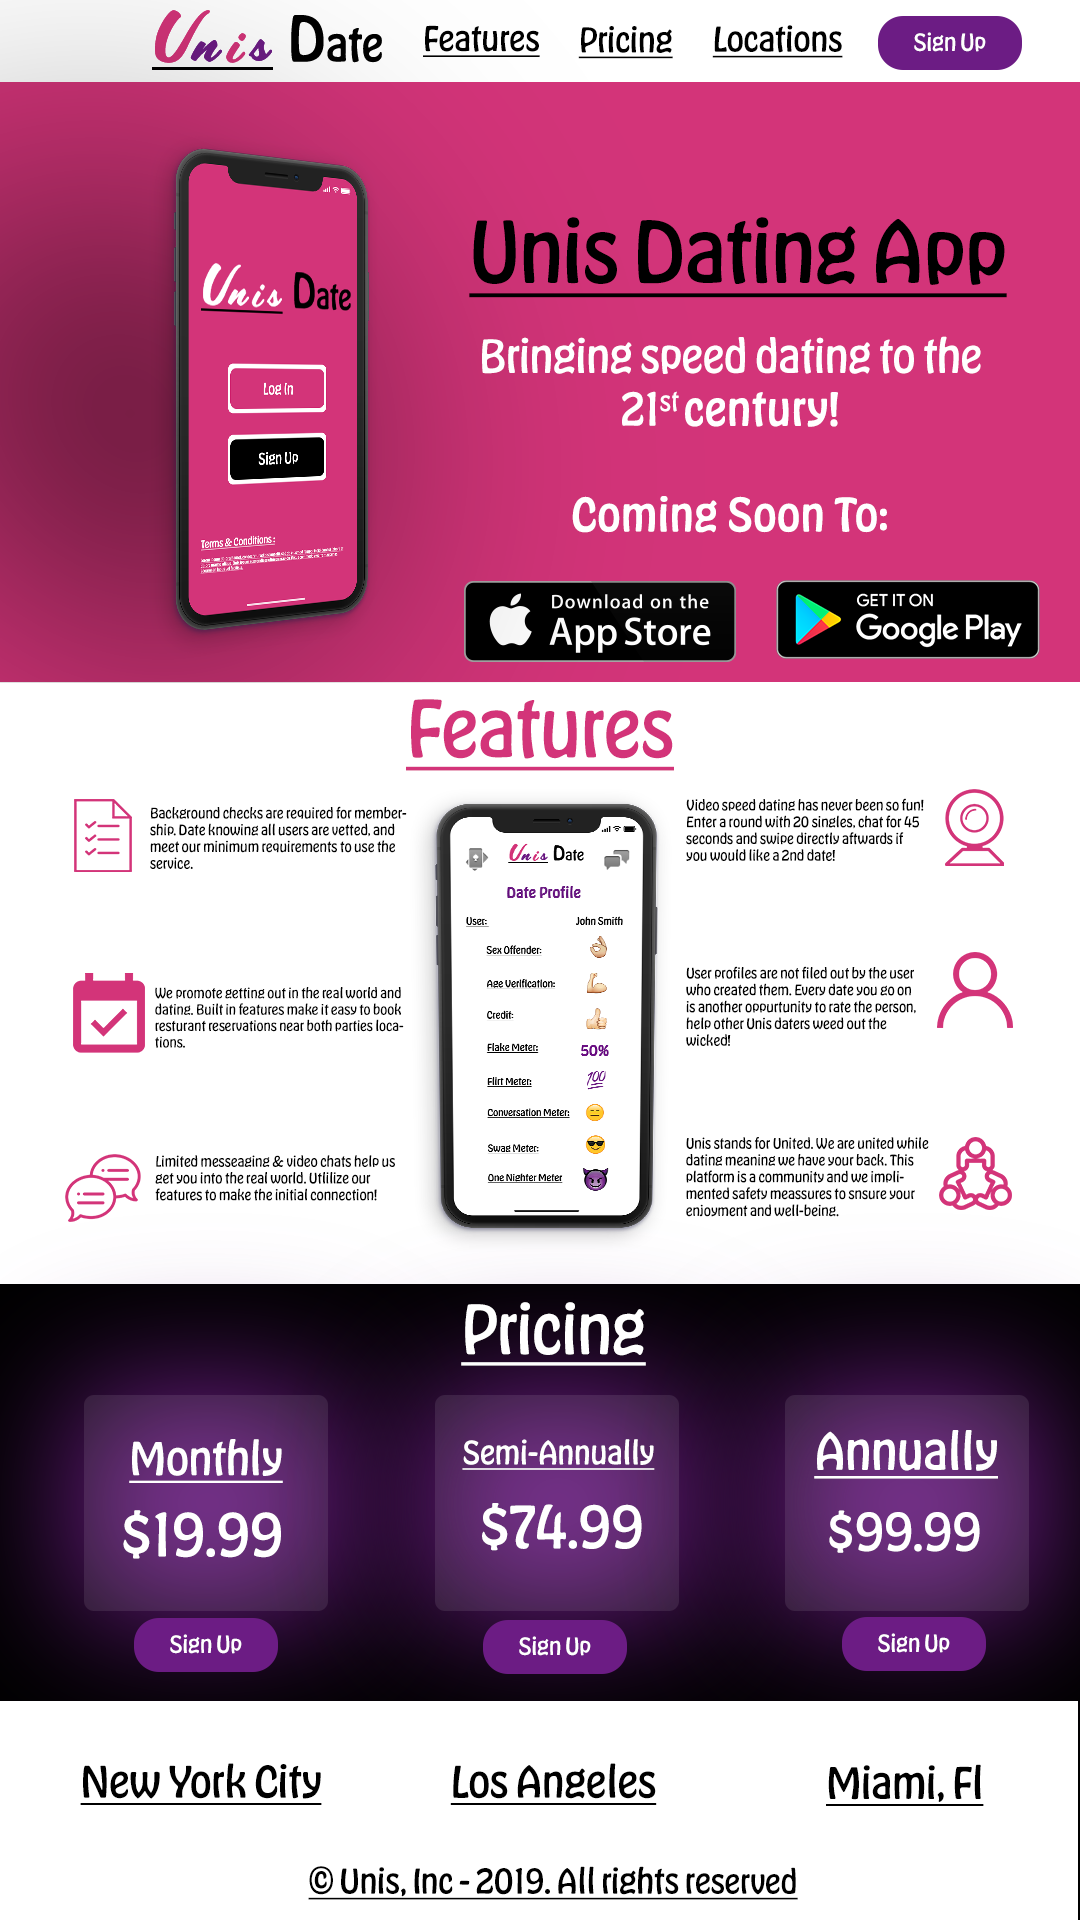 Unis Date
Features
Pricing
Locations
Sign Up
Unis Date
Log In
Sign Up
Terms & Conditions:
Unis Dating App
Bringing speed dating to the
21st century!
Coming Soon To:
Download on the
App Store
GET IT ON
Google Play
Features
Background checks are required for member-
ship. Date knowing all users are vetted, and
meet our minimum requirements to use the
service.
We promote getting out in the real world and
dating. Built in features make it easy to book
resturant reservations near both parties loca-
tions.
Limited messeaging & video chats help us
get you into the real world. Utlilize our
features to make the initial connection!
Unis Date
Date Profile
User: John Smith
Sex Offender: 👌🏻
Age Verification: 💪🏻
Credit: 👍🏻
Flake Meter: 50%
Flirt Meter: 100
Conversation Meter: 😑
Swag Meter: 😎
One Nighter Meter 😈
Video speed dating has never been so fun!
Enter a round with 20 singles, chat for 45
seconds and swipe directly aftwards if
you would like a 2nd date!
User profiles are not filed out by the user
who created them. Every date you go on
is another oppurtunity to rate the person,
help other Unis daters weed out the
wicked!
Unis stands for United. We are united while
dating meaning we have your back. This
platform is a community and we impli-
mented safety meassures to snsure your
enjoyment and well-being.
Pricing
Monthly
$19.99
Sign Up
Semi-Annually
$74.99
Sign Up
Annually
$99.99
Sign Up
New York City
Los Angeles
Miami, Fl
© Unis, Inc - 2019. All rights reserved